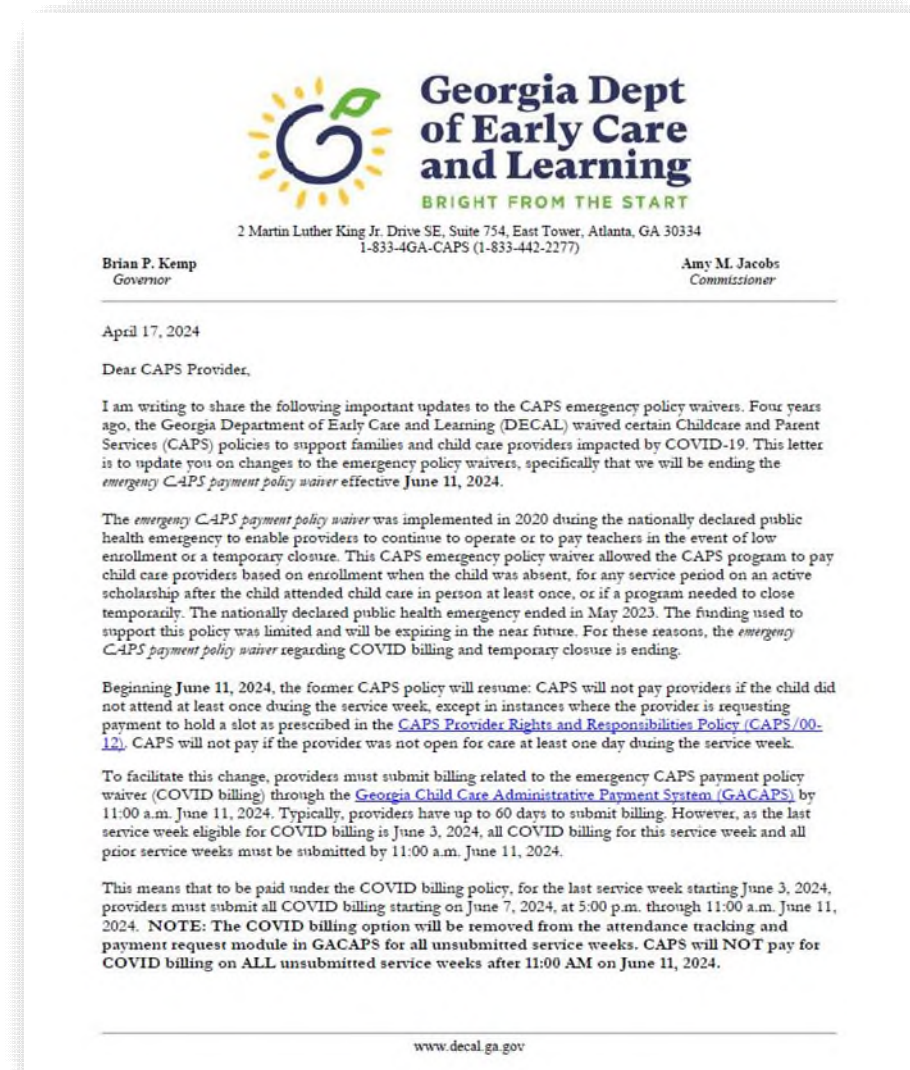 Georgia Dept
of Early Care
and Learning
BRIGHT FROM THE START
2 Martin Luther King Jr. Drive SE, Suite 754, East Tower, Atlanta, GA 30334
1-833-4GA-CAPS (1-833-442-2277)
Brian P. Kemp Amy M. Jacobs
Governor Commissioner
April 17, 2024
Dear CAPS Provider,
I am writing to share the following important updates to the CAPS emergency policy waivers. Four years
ago, the Georgia Department of Early Care and Learning (DECAL) waived certain Childcare and Parent
Services (CAPS) policies to support families and child care providers impacted by COVID-19. This letter
is to update you on changes to the emergency policy waivers, specifically that we will be ending the
emergency CAPS payment policy waiver effective June 11, 2024.
The emergency CAPS payment policy waiver was implemented in 2020 during the nationally declared public
health emergency to enable providers to continue to operate or to pay teachers in the event of low
enrollment or a temporary closure. This CAPS emergency policy waiver allowed the CAPS program to pay
child care providers based on enrollment when the child was absent, for any service period on an active
scholarship after the child attended child care in person at least once, or if a program needed to close
temporarily. The nationally declared public health emergency ended in May 2023. The funding used to
support this policy was limited and will be expiring in the near future. For these reasons, the emergency
CAPS payment policy waiver regarding COVID billing and temporary closure is ending.
Beginning June 11, 2024, the former CAPS policy will resume: CAPS will not pay providers if the child did
not attend at least once during the service week, except in instances where the provider is requesting
payment to hold a slot as prescribed in the CAPS Provider Rights and Responsibilities Policy (CAPS/00-
12). CAPS will not pay if the provider was not open for care at least one day during the service week.
To facilitate this change, providers must submit billing related to the emergency CAPS payment policy
waiver (COVID billing) through the Georgia Child Care Administrative Payment System (GACAPS) by
11:00 a.m. June 11, 2024. Typically, providers have up to 60 days to submit billing. However, as the last
service week eligible for COVID billing is June 3, 2024, all COVID billing for this service week and all
prior service weeks must be submitted by 11:00 a.m. June 11, 2024.
This means that to be paid under the COVID billing policy, for the last service week starting June 3, 2024,
providers must submit all COVID billing starting on June 7, 2024, at 5:00 p.m. through 11:00 a.m. June 11,
2024. NOTE: The COVID billing option will be removed from the attendance tracking and
payment request module in GACAPS for all unsubmitted service weeks. CAPS will NOT pay for
COVID billing on ALL unsubmitted service weeks after 11:00 AM on June 11, 2024.
www.decal.ga.gov